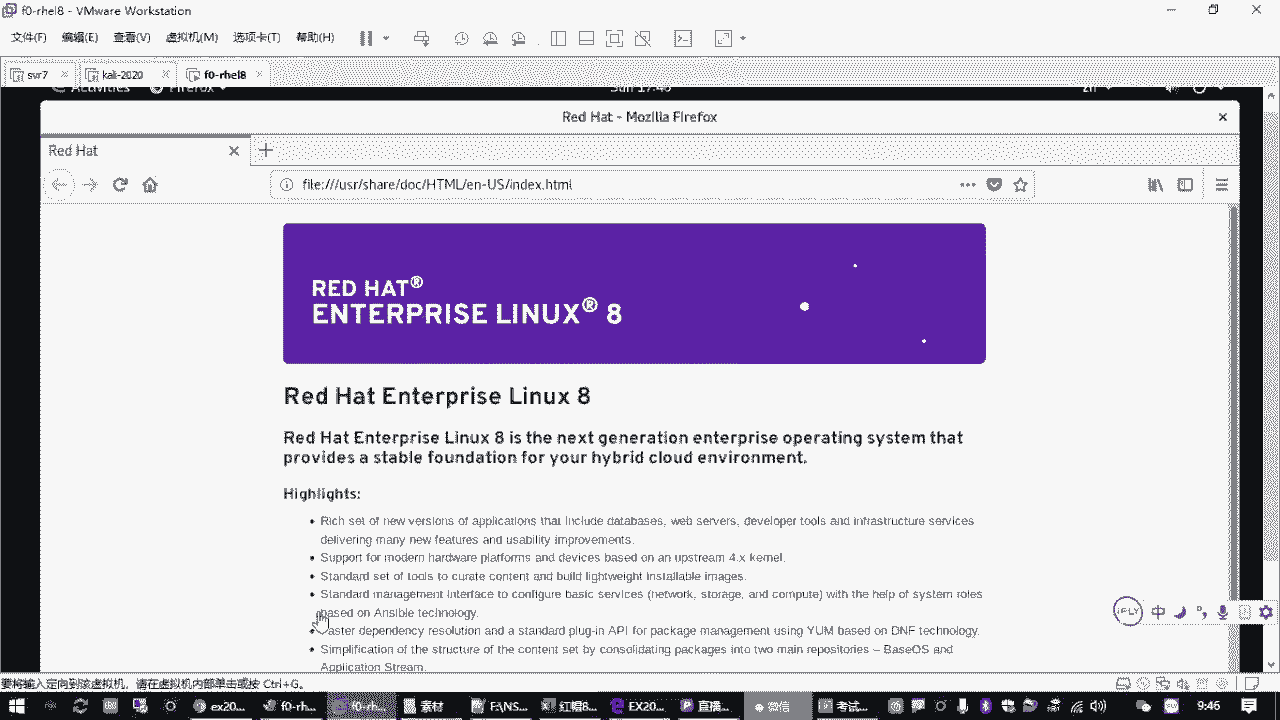 f0-rhel8 - VMware Workstation
文件(F) 编辑(E) 查看(V) 虚拟机(M) 选项卡(T) 帮助(H)
svr7 kali-2020 f0-rhel8
Activities Firefox Sun 17:46 zh
Red Hat - Mozilla Firefox
Red Hat
file:///usr/share/doc/HTML/en-US/index.html
RED HAT®
ENTERPRISE LINUX® 8
Red Hat Enterprise Linux 8
Red Hat Enterprise Linux 8 is the next generation enterprise operating system that
provides a stable foundation for your hybrid cloud environment.
Highlights:
Rich set of new versions of applications that include databases, web servers, developer tools and infrastructure services
delivering many new features and usability improvements.
Support for modern hardware platforms and devices based on an upstream 4.x kernel.
Standard set of tools to curate content and build lightweight installable images.
Standard management interface to configure basic services (network, storage, and compute) with the help of system roles
based on Ansible technology.
Faster dependency resolution and a standard plug-in API for package management using YUM based on DNF technology.
Simplification of the structure of the content set by consolidating packages into two main repositories – BaseOS and
Application Stream.
iFLY 中
要将输入定向到该虚拟机，请在虚拟机内部单击或按 Ctrl+G。
ex20... f0-rh... f0-rh... 素材 F:\NS... 红帽8... EX20... 直播... 微信 考试... 9:46